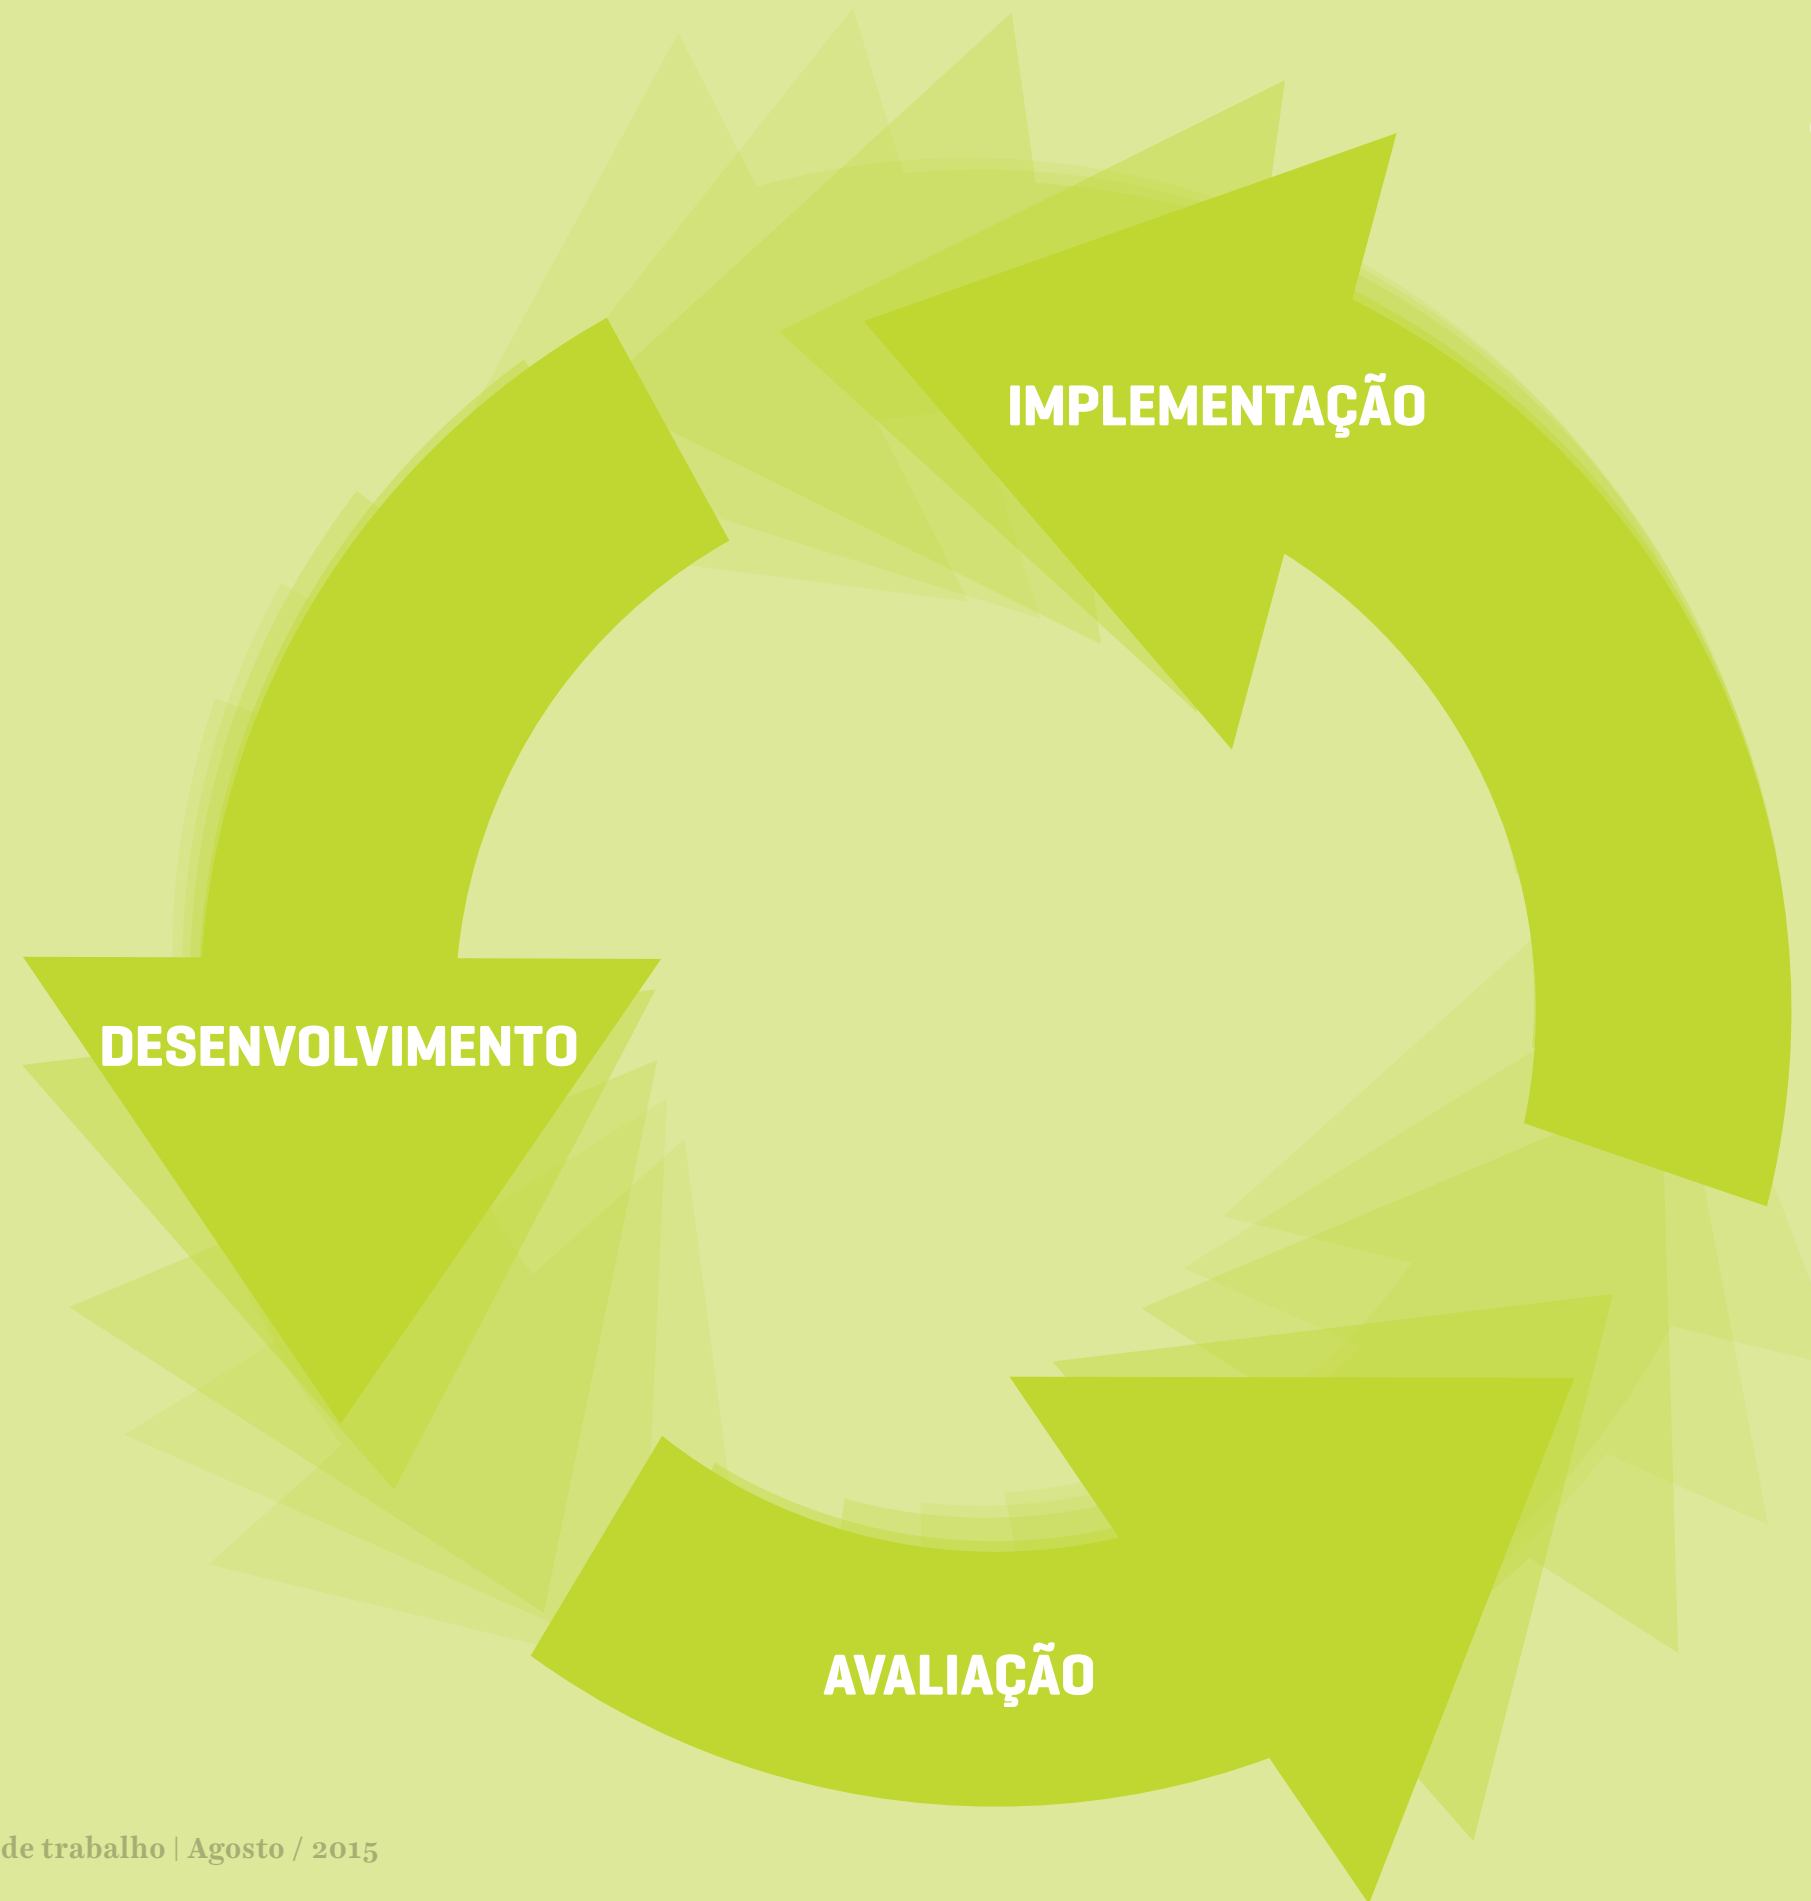 IMPLEMENTAÇÃO
DESENVOLVIMENTO
AVALIAÇÃO
de trabalho | Agosto / 2015